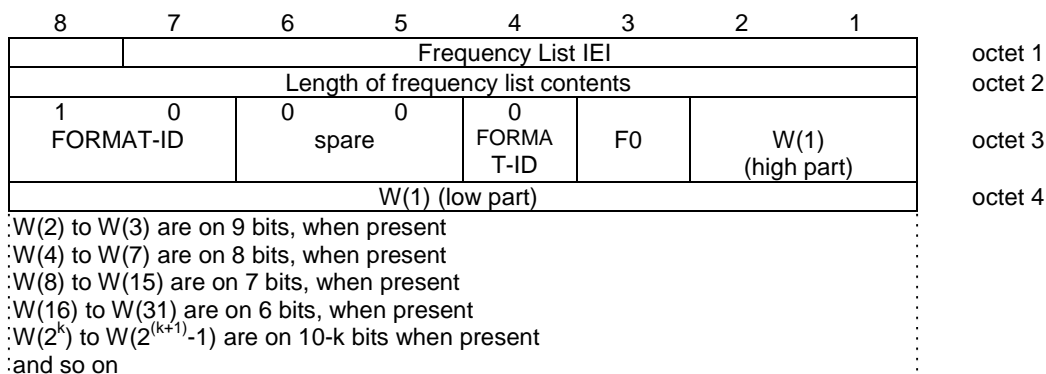 8 7 6 5 4 3 2 1
Frequency List IEI octet 1
Length of frequency list contents octet 2
1 0 0 0 0
FORMAT-ID spare FORMA F0 W(1) octet 3
T-ID (high part)
W(1) (low part) octet 4
W(2) to W(3) are on 9 bits, when present
W(4) to W(7) are on 8 bits, when present
W(8) to W(15) are on 7 bits, when present
W(16) to W(31) are on 6 bits, when present
W(2^k) to W(2^(k+1)-1) are on 10-k bits when present
and so on